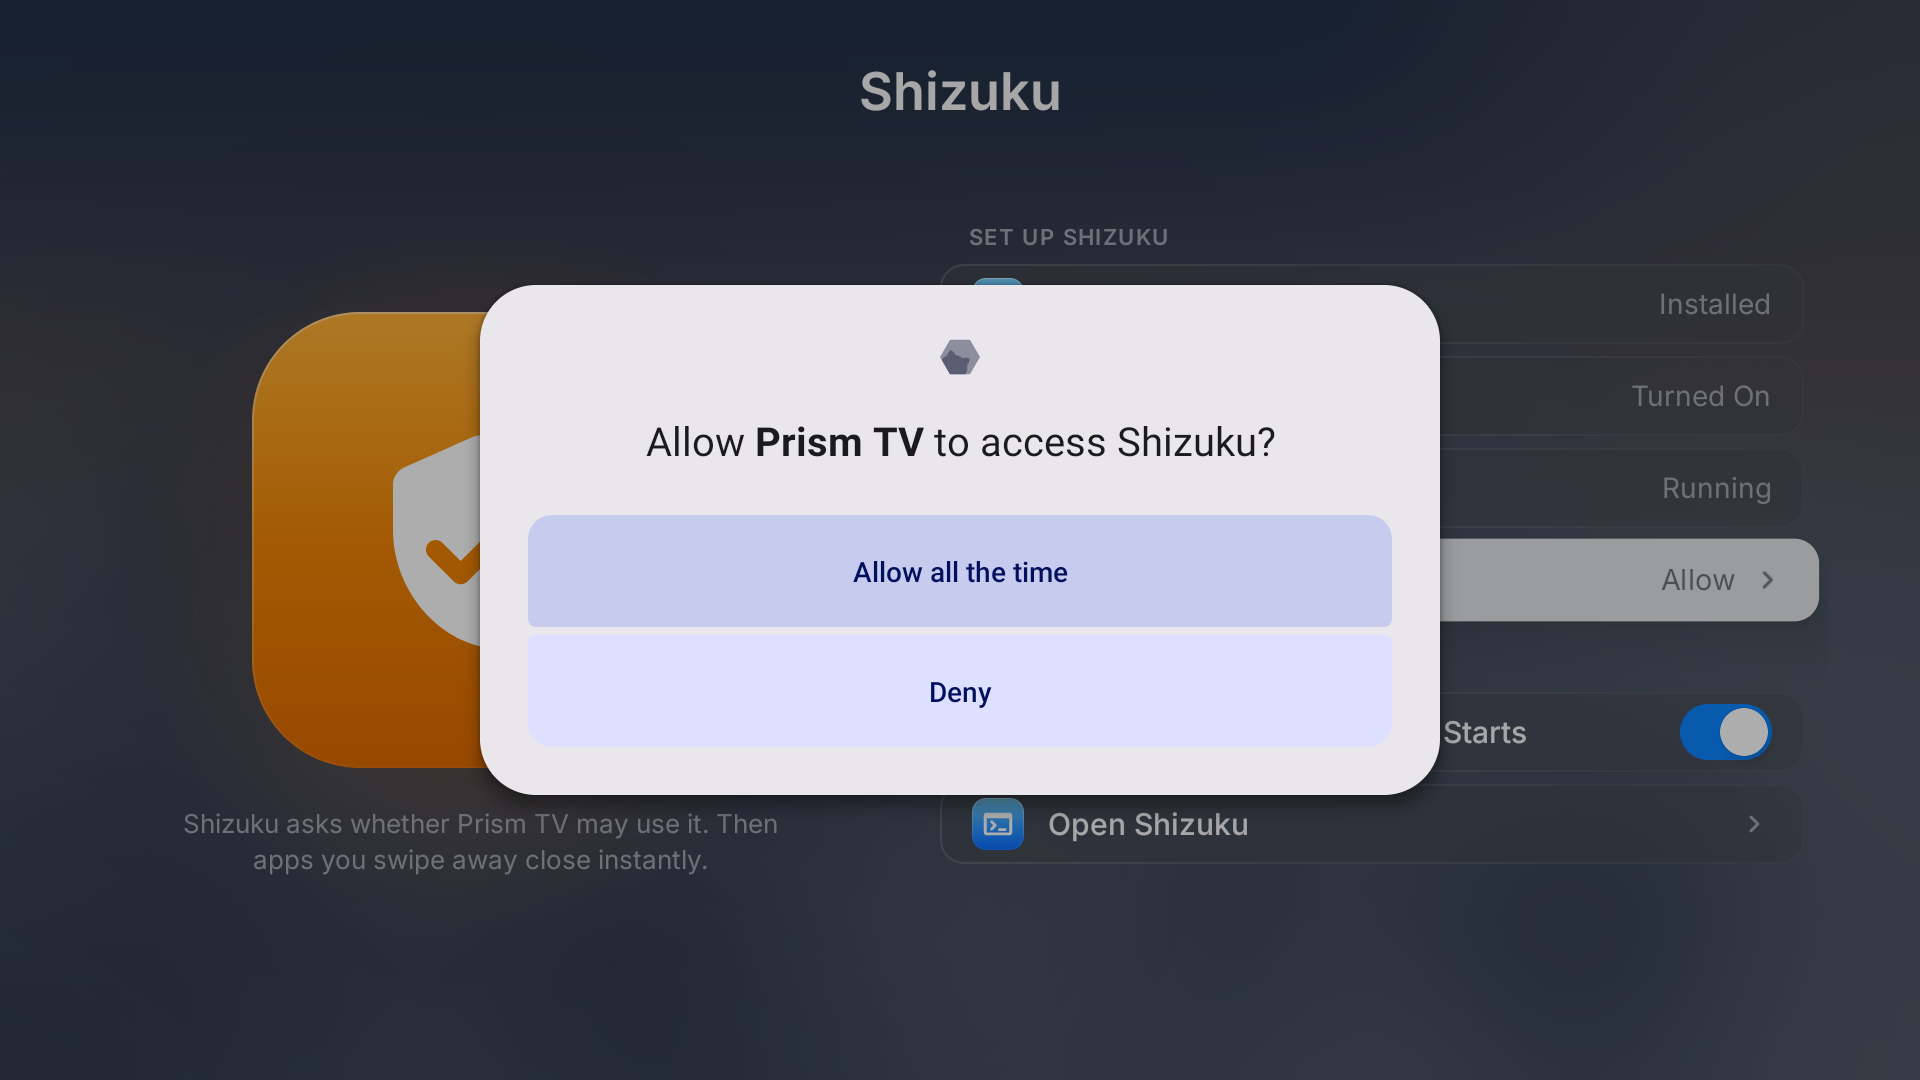 Shizuku
SET UP SHIZUKU
Installed
Turned On
Running
Allow
Starts
Open Shizuku
Allow Prism TV to access Shizuku?
Allow all the time
Deny
Shizuku asks whether Prism TV may use it. Then
apps you swipe away close instantly.